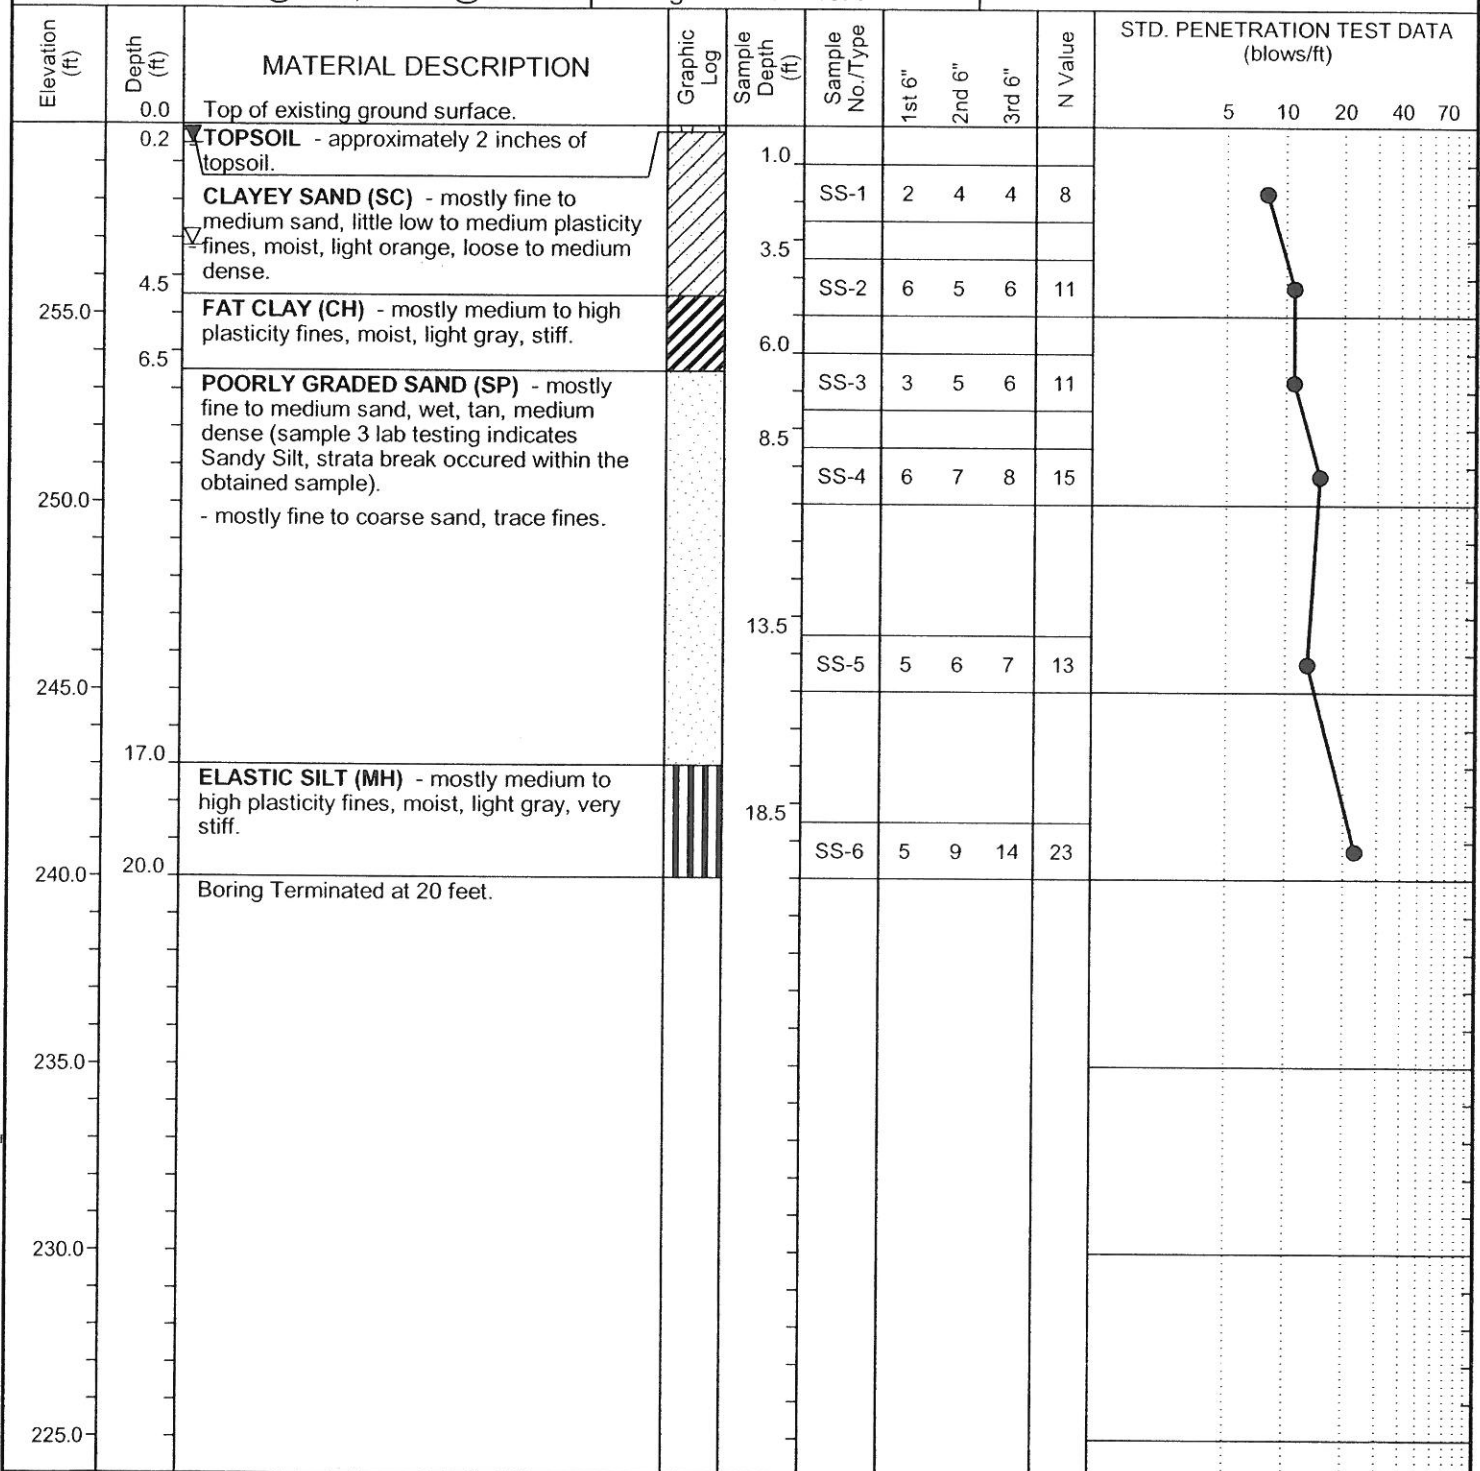 Elevation (ft)
Depth (ft)
MATERIAL DESCRIPTION
Graphic Log
Sample Depth (ft)
Sample No./Type
1st 6"
2nd 6"
3rd 6"
N Value
STD. PENETRATION TEST DATA
(blows/ft)
0.0 Top of existing ground surface.
5 10 20 40 70
0.2 TOPSOIL - approximately 2 inches of
topsoil.
1.0
CLAYEY SAND (SC) - mostly fine to
medium sand, little low to medium plasticity
fines, moist, light orange, loose to medium
dense.
SS-1 2 4 4 8
3.5
4.5
SS-2 6 5 6 11
255.0
FAT CLAY (CH) - mostly medium to high
plasticity fines, moist, light gray, stiff.
6.0
6.5
POORLY GRADED SAND (SP) - mostly
fine to medium sand, wet, tan, medium
dense (sample 3 lab testing indicates
Sandy Silt, strata break occured within the
obtained sample).
SS-3 3 5 6 11
8.5
SS-4 6 7 8 15
250.0
- mostly fine to coarse sand, trace fines.
13.5
SS-5 5 6 7 13
245.0
17.0
ELASTIC SILT (MH) - mostly medium to
high plasticity fines, moist, light gray, very
stiff.
18.5
SS-6 5 9 14 23
240.0
20.0
Boring Terminated at 20 feet.
235.0
230.0
225.0